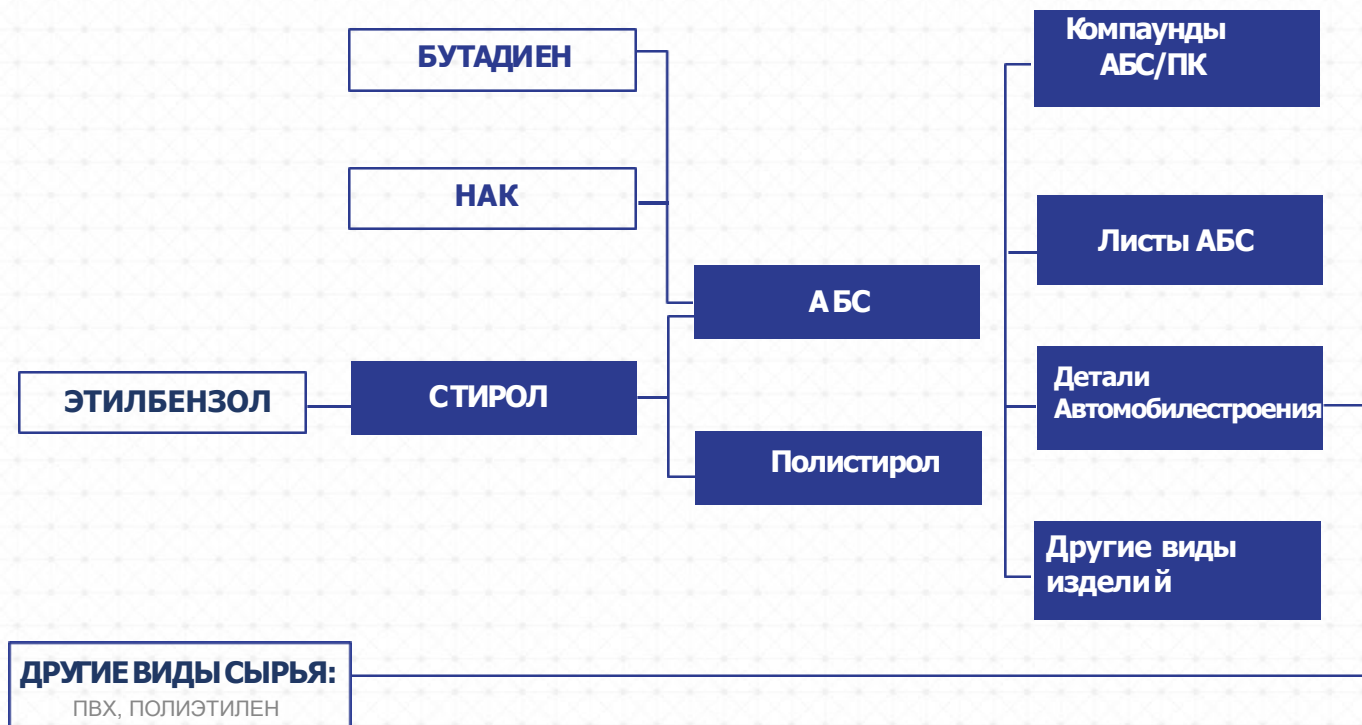 БУТАДИЕН
НАК
ЭТИЛБЕНЗОЛ
СТИРОЛ
АБС
Полистирол
Компаунды
АБС/ПК
Листы АБС
Детали
Автомобилестроения
Другие виды
изделий
ДРУГИЕ ВИДЫ СЫРЬЯ:
ПВХ, ПОЛИЭТИЛЕН